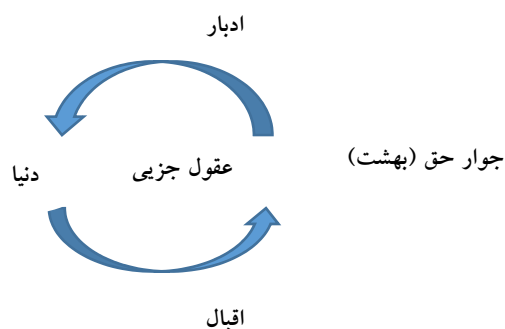 ادبار
جوار حق (بهشت)
عقول جزیی
دنیا
اقبال